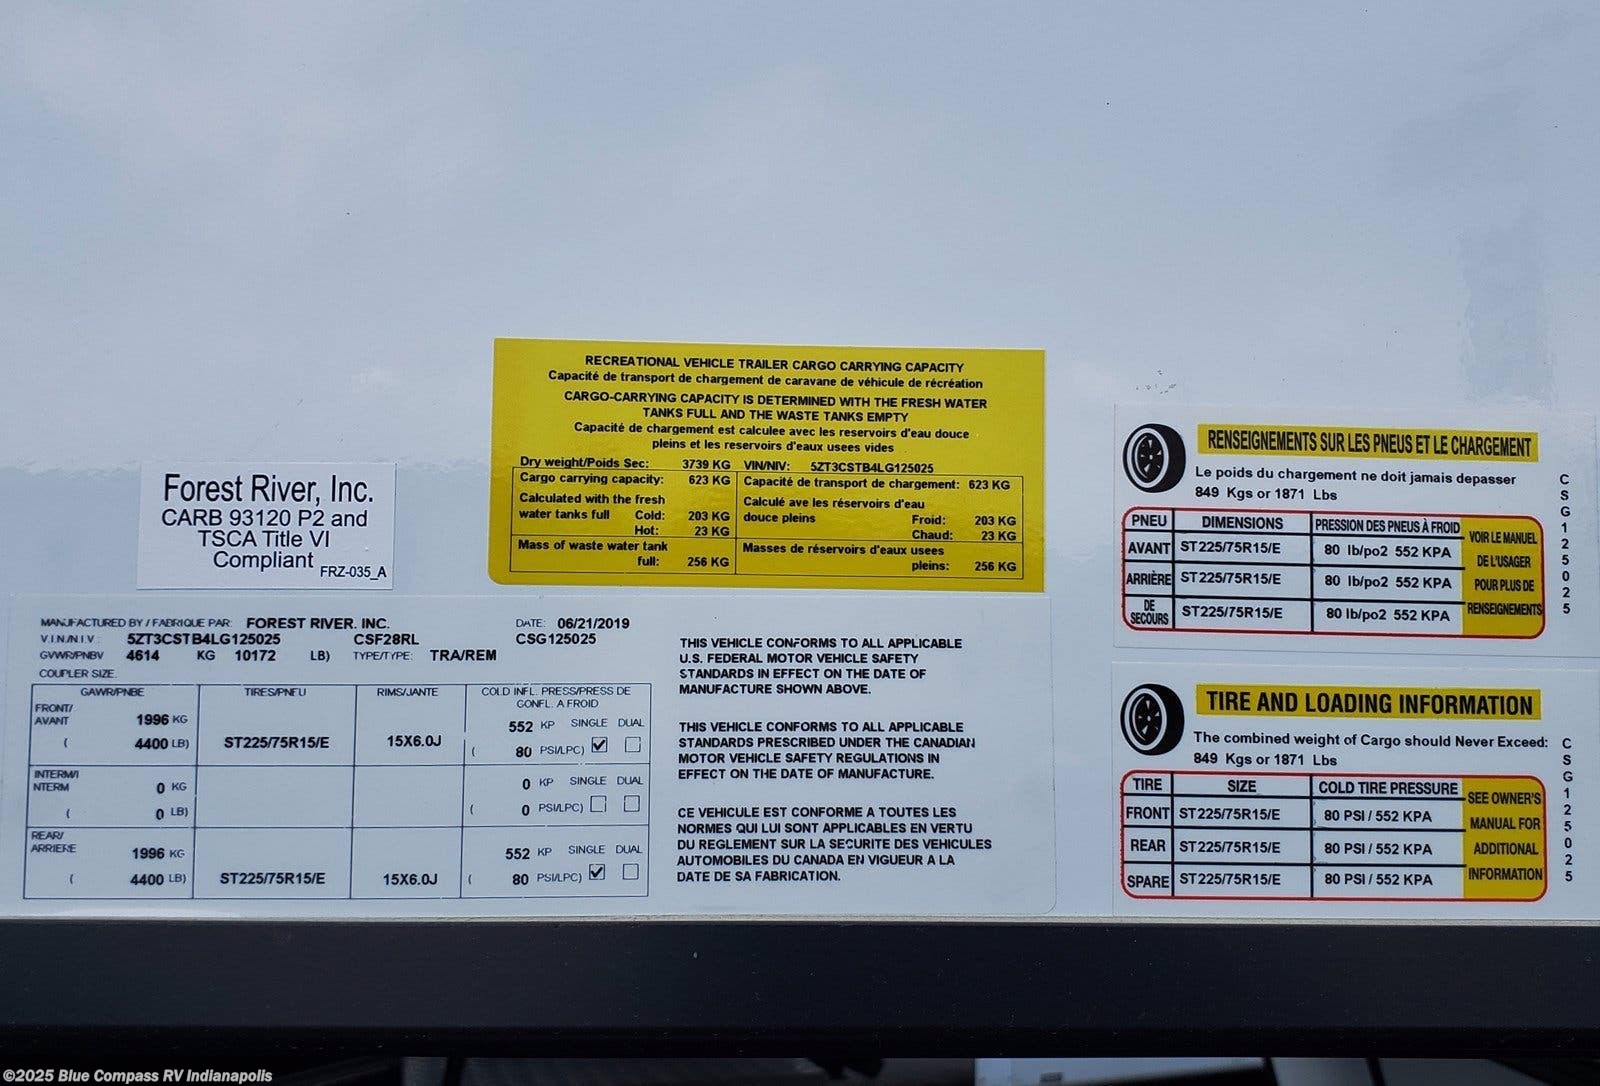 Forest River, Inc.
CARB 93120 P2 and
TSCA Title VI
Compliant
FRZ-035_A
RECREATIONAL VEHICLE TRAILER CARGO CARRYING CAPACITY
Capacité de transport de chargement de caravane de véhicule de récréation
CARGO-CARRYING CAPACITY IS DETERMINED WITH THE FRESH WATER
TANKS FULL AND THE WASTE TANKS EMPTY
Capacité de chargement est calculee avec les reservoirs d'eau douce
pleins et les reservoirs d'eaux usees vides
Dry weight/Poids Sec: 3739 KG VIN/NIV: 5ZT3CSTB4LG125025
Cargo carrying capacity: 623 KG
Calculated with the fresh
water tanks full Cold: 203 KG
Hot: 23 KG
Mass of waste water tank
full: 256 KG
Capacité de transport de chargement: 623 KG
Calculé ave les réservoirs d'eau
douce pleins Froid: 203 KG
Chaud: 23 KG
Masses de réservoirs d'eaux usees
pleins: 256 KG
MANUFACTURED BY / FABRIQUE PAR: FOREST RIVER, INC. DATE: 06/21/2019
V.I.N./N.I.V.: 5ZT3CSTB4LG125025 CSF28RL CSG125025
GVWR/PNBV 4614 KG 10172 LB) TYPE/TYPE: TRA/REM
COUPLER SIZE.
GAWR/PNBE TIRES/PNEU RIMS/JANTE COLD INFL. PRESS/PRESS DE
GONFL. A FROID
FRONT/
AVANT 1996 KG 552 KP SINGLE DUAL
( 4400 LB) ST225/75R15/E 15X6.0J ( 80 PSI/LPC)
INTERM/I
NTERM 0 KG 0 KP SINGLE DUAL
( 0 LB) ( 0 PSI/LPC)
REAR/
ARRIERE 1996 KG 552 KP SINGLE DUAL
( 4400 LB) ST225/75R15/E 15X6.0J ( 80 PSI/LPC)
THIS VEHICLE CONFORMS TO ALL APPLICABLE
U.S. FEDERAL MOTOR VEHICLE SAFETY
STANDARDS IN EFFECT ON THE DATE OF
MANUFACTURE SHOWN ABOVE.
THIS VEHICLE CONFORMS TO ALL APPLICABLE
STANDARDS PRESCRIBED UNDER THE CANADIAN
MOTOR VEHICLE SAFETY REGULATIONS IN
EFFECT ON THE DATE OF MANUFACTURE.
CE VEHICULE EST CONFORME A TOUTES LES
NORMES QUI LUI SONT APPLICABLES EN VERTU
DU REGLEMENT SUR LA SECURITE DES VEHICULES
AUTOMOBILES DU CANADA EN VIGUEUR A LA
DATE DE SA FABRICATION.
RENSEIGNEMENTS SUR LES PNEUS ET LE CHARGEMENT
Le poids du chargement ne doit jamais depasser
849 Kgs or 1871 Lbs
PNEU DIMENSIONS PRESSION DES PNEUS À FROID
AVANT ST225/75R15/E 80 lb/po2 552 KPA
ARRIÈRE ST225/75R15/E 80 lb/po2 552 KPA
DE
SECOURS ST225/75R15/E 80 lb/po2 552 KPA
VOIR LE MANUEL
DE L'USAGER
POUR PLUS DE
RENSEIGNEMENTS
CSG125025
TIRE AND LOADING INFORMATION
The combined weight of Cargo should Never Exceed:
849 Kgs or 1871 Lbs
TIRE SIZE COLD TIRE PRESSURE
FRONT ST225/75R15/E 80 PSI / 552 KPA
REAR ST225/75R15/E 80 PSI / 552 KPA
SPARE ST225/75R15/E 80 PSI / 552 KPA
SEE OWNER'S
MANUAL FOR
ADDITIONAL
INFORMATION
CSG125025
©2025 Blue Compass RV Indianapolis